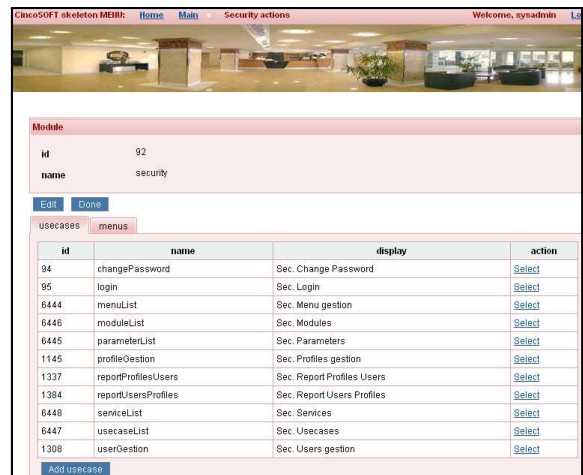 CincoSOFT skeleton MENU: Home Main Security actions Welcome, sysadmin Lo
Module
id 92
name security
Edit Done
usecases menus
id name display action
94 changePassword Sec. Change Password Select
95 login Sec. Login Select
6444 menuList Sec. Menu gestion Select
6446 moduleList Sec. Modules Select
6445 parameterList Sec. Parameters Select
1145 profileGestion Sec. Profiles gestion Select
1337 reportProfilesUsers Sec. Report Profiles Users Select
1384 reportUsersProfiles Sec. Report Users Profiles Select
6448 serviceList Sec. Services Select
6447 usecaseList Sec. Usecases Select
1308 userGestion Sec. Users gestion Select
Add usecase